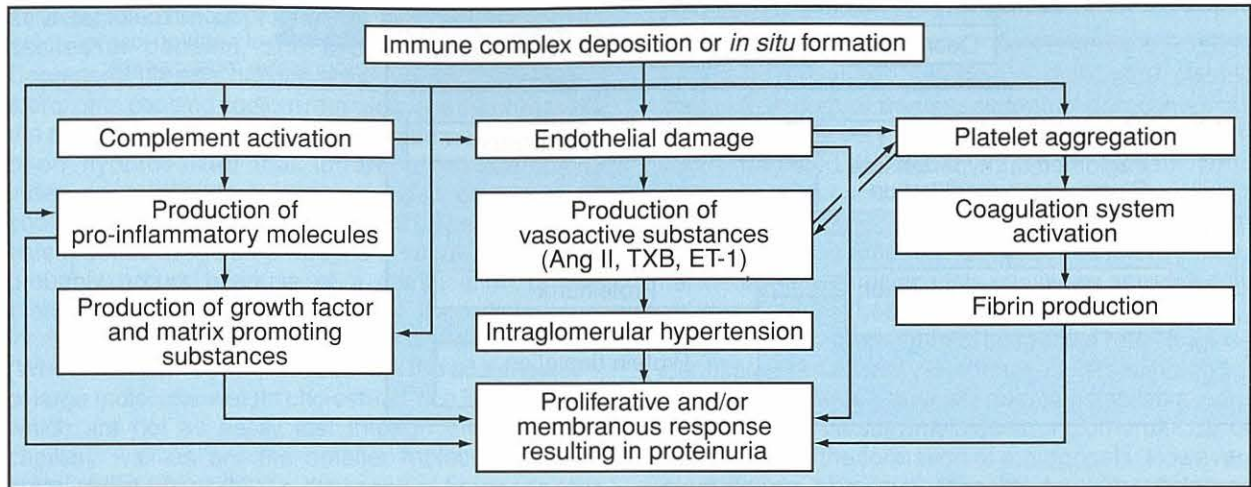 Immune complex deposition or in situ formation
Complement activation
Endothelial damage
Platelet aggregation
Production of
pro-inflammatory molecules
Production of
vasoactive substances
(Ang II, TXB, ET-1)
Coagulation system
activation
Production of growth factor
and matrix promoting
substances
Intraglomerular hypertension
Fibrin production
Proliferative and/or
membranous response
resulting in proteinuria